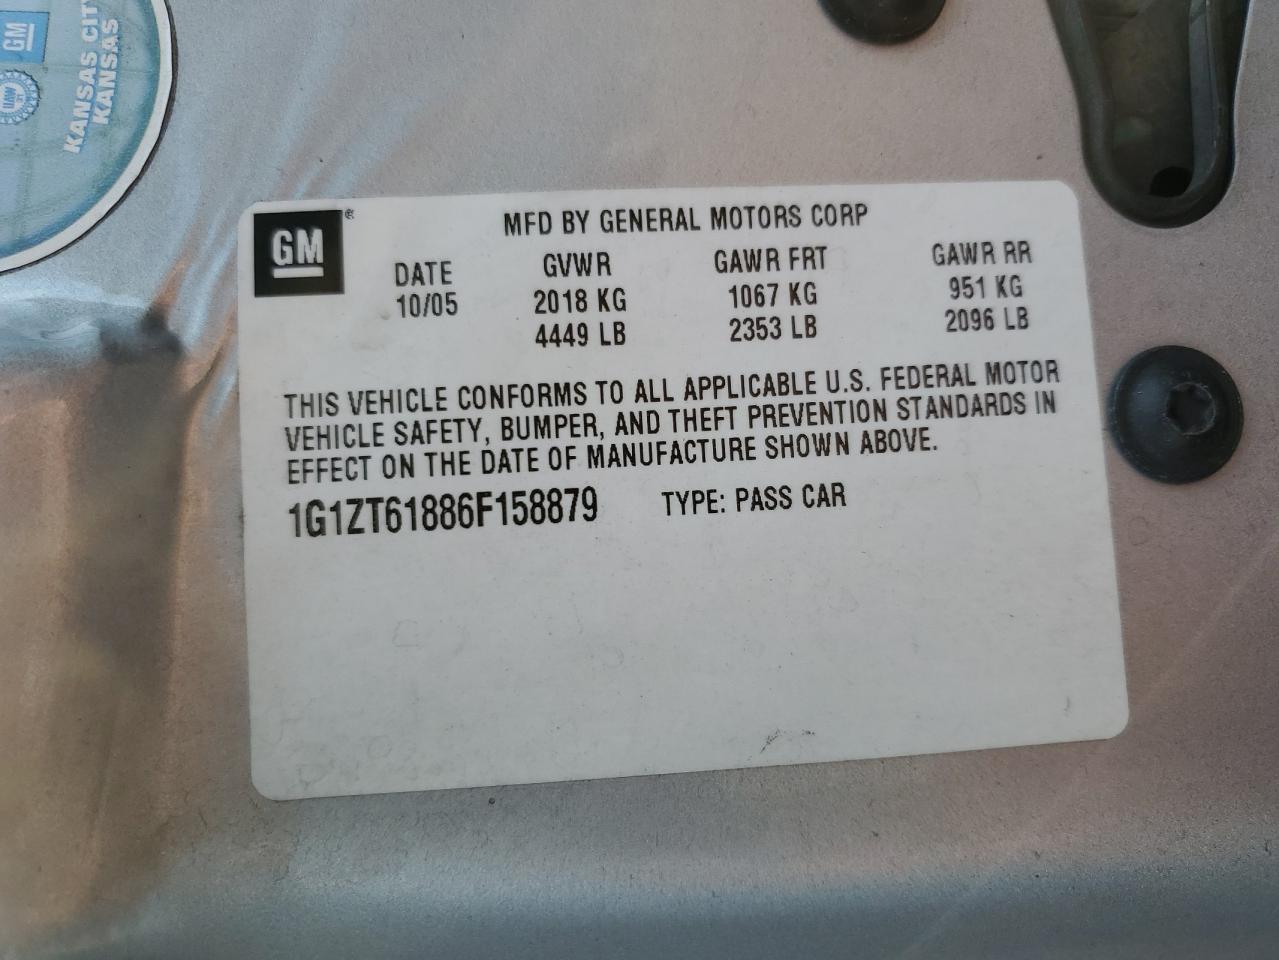 GM
UAW
KANSAS CITY
KANSAS
GM®
MFD BY GENERAL MOTORS CORP
DATE GVWR GAWR FRT GAWR RR
10/05 2018 KG 1067 KG 951 KG
4449 LB 2353 LB 2096 LB
THIS VEHICLE CONFORMS TO ALL APPLICABLE U.S. FEDERAL MOTOR
VEHICLE SAFETY, BUMPER, AND THEFT PREVENTION STANDARDS IN
EFFECT ON THE DATE OF MANUFACTURE SHOWN ABOVE.
1G1ZT61886F158879 TYPE: PASS CAR